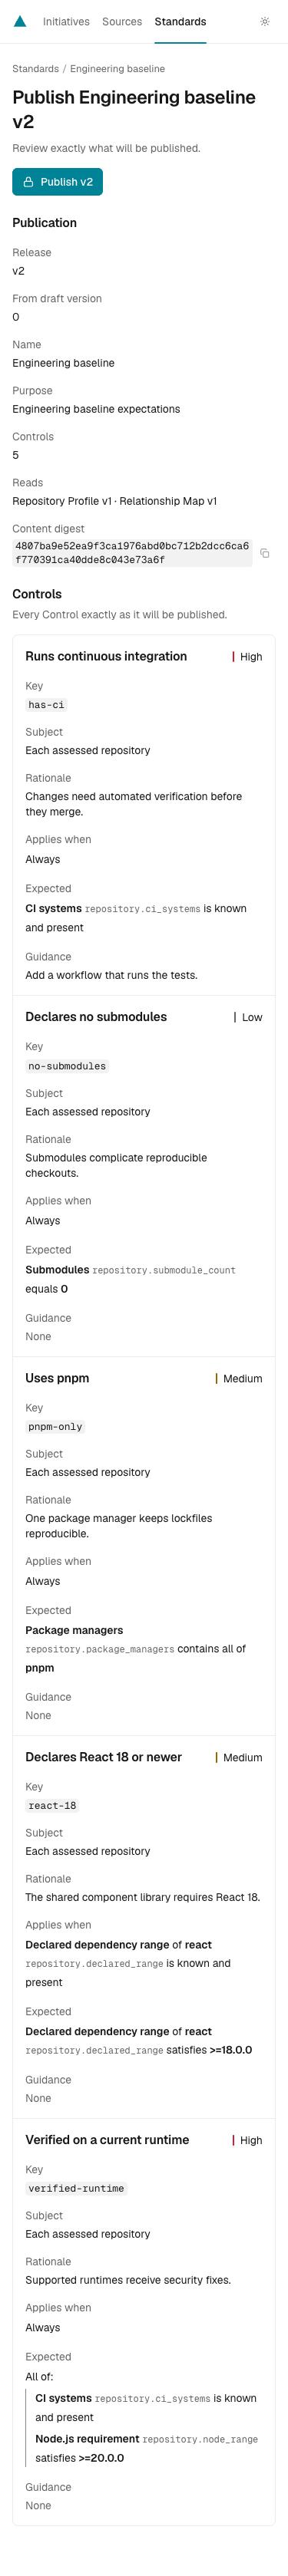 Initiatives Sources Standards
Standards / Engineering baseline
Publish Engineering baseline
v2
Review exactly what will be published.
Publish v2
Publication
Release
v2
From draft version
0
Name
Engineering baseline
Purpose
Engineering baseline expectations
Controls
5
Reads
Repository Profile v1 · Relationship Map v1
Content digest
4807ba9e52ea9f3ca1976abd0bc712b2dcc6ca6
f770391ca40dde8c043e73a6f
Controls
Every Control exactly as it will be published.
Runs continuous integration High
Key
has-ci
Subject
Each assessed repository
Rationale
Changes need automated verification before
they merge.
Applies when
Always
Expected
CI systems repository.ci_systems is known
and present
Guidance
Add a workflow that runs the tests.
Declares no submodules Low
Key
no-submodules
Subject
Each assessed repository
Rationale
Submodules complicate reproducible
checkouts.
Applies when
Always
Expected
Submodules repository.submodule_count
equals 0
Guidance
None
Uses pnpm Medium
Key
pnpm-only
Subject
Each assessed repository
Rationale
One package manager keeps lockfiles
reproducible.
Applies when
Always
Expected
Package managers
repository.package_managers contains all of
pnpm
Guidance
None
Declares React 18 or newer Medium
Key
react-18
Subject
Each assessed repository
Rationale
The shared component library requires React 18.
Applies when
Declared dependency range of react
repository.declared_range is known and
present
Expected
Declared dependency range of react
repository.declared_range satisfies >=18.0.0
Guidance
None
Verified on a current runtime High
Key
verified-runtime
Subject
Each assessed repository
Rationale
Supported runtimes receive security fixes.
Applies when
Always
Expected
All of:
CI systems repository.ci_systems is known
and present
Node.js requirement repository.node_range
satisfies >=20.0.0
Guidance
None